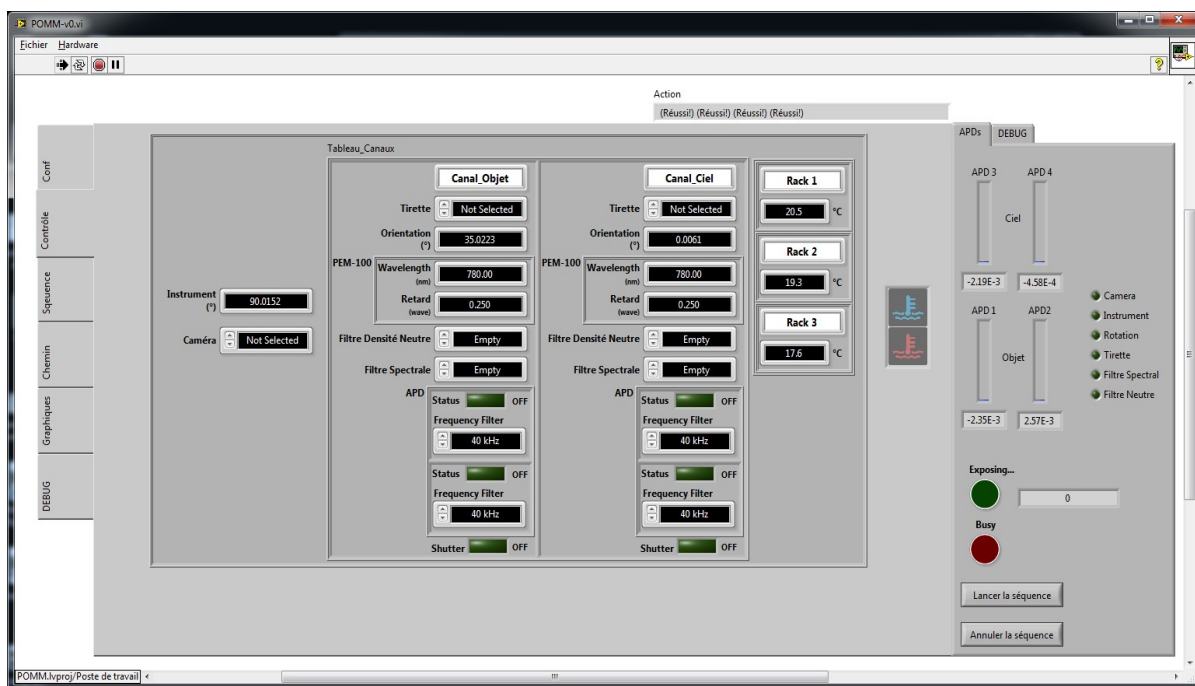 POMM-v0.vi
Fichier Hardware
Action
(Réussi!) (Réussi!) (Réussi!) (Réussi!)
Conf
Contrôle
Sqeuence
Chemin
Graphiques
DEBUG
Instrument
(°)
90.0152
Caméra
Not Selected
Tableau_Canaux
Canal_Objet
Tirette
Not Selected
Orientation
(°)
35.0223
PEM-100
Wavelength
(nm)
780.00
Retard
(wave)
0.250
Filtre Densité Neutre
Empty
Filtre Spectrale
Empty
APD
Status
OFF
Frequency Filter
40 kHz
Status
OFF
Frequency Filter
40 kHz
Shutter
OFF
Canal_Ciel
Tirette
Not Selected
Orientation
(°)
0.0061
PEM-100
Wavelength
(nm)
780.00
Retard
(wave)
0.250
Filtre Densité Neutre
Empty
Filtre Spectrale
Empty
APD
Status
OFF
Frequency Filter
40 kHz
Status
OFF
Frequency Filter
40 kHz
Shutter
OFF
Rack 1
20.5 °C
Rack 2
19.3 °C
Rack 3
17.6 °C
APDs DEBUG
APD 3 APD 4
Ciel
-2.19E-3 -4.58E-4
APD 1 APD2
Objet
-2.35E-3 2.57E-3
Camera
Instrument
Rotation
Tirette
Filtre Spectral
Filtre Neutre
Exposing...
0
Busy
Lancer la séquence
Annuler la séquence
POMM.lvproj/Poste de travail